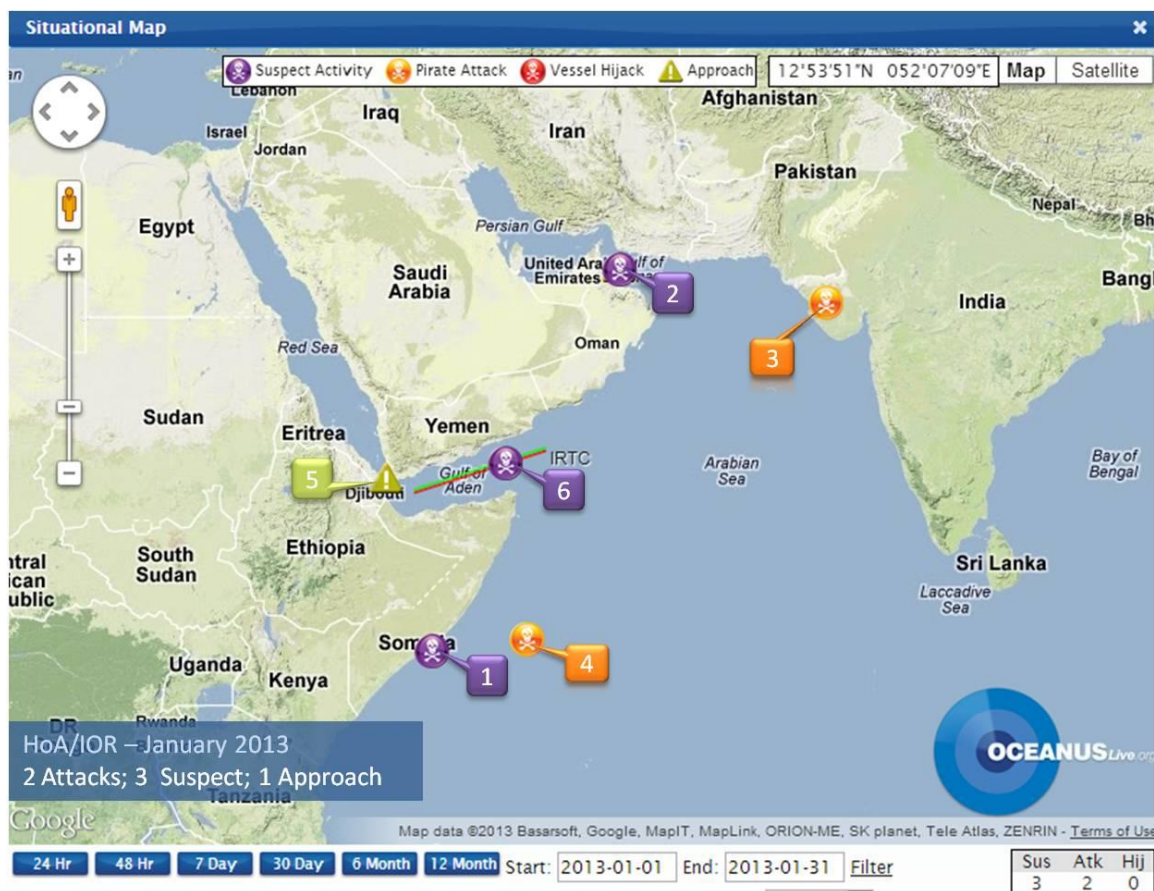 Situational Map
Suspect Activity Pirate Attack Vessel Hijack Approach 12°53'51"N 052°07'09"E Map Satellite
Lebanon
Afghanistan
Iraq
Iran
Israel
Jordan
Pakistan
Nepal
Bh
Egypt
Persian Gulf
United Ara
Emirates
lf of
2
Saudi
Arabia
Bangl
India
3
Red Sea
Oman
Sudan
Eritrea
Yemen
IRTC
5
Gulf of
Aden
6
Djibouti
Arabian
Sea
Bay of
Bengal
South
Sudan
Ethiopia
ntral
ican
ublic
Sri Lanka
Laccadive
Sea
Somalia
4
1
Uganda
Kenya
DR
Rwanda
HoA/IOR – January 2013
2 Attacks; 3 Suspect; 1 Approach
Tanzania
OCEANUSLive.org
Google
Map data ©2013 Basarsoft, Google, MapIT, MapLink, ORION-ME, SK planet, Tele Atlas, ZENRIN - Terms of Use
24 Hr 48 Hr 7 Day 30 Day 6 Month 12 Month Start: 2013-01-01 End: 2013-01-31 Filter
Sus Atk Hij
3 2 0